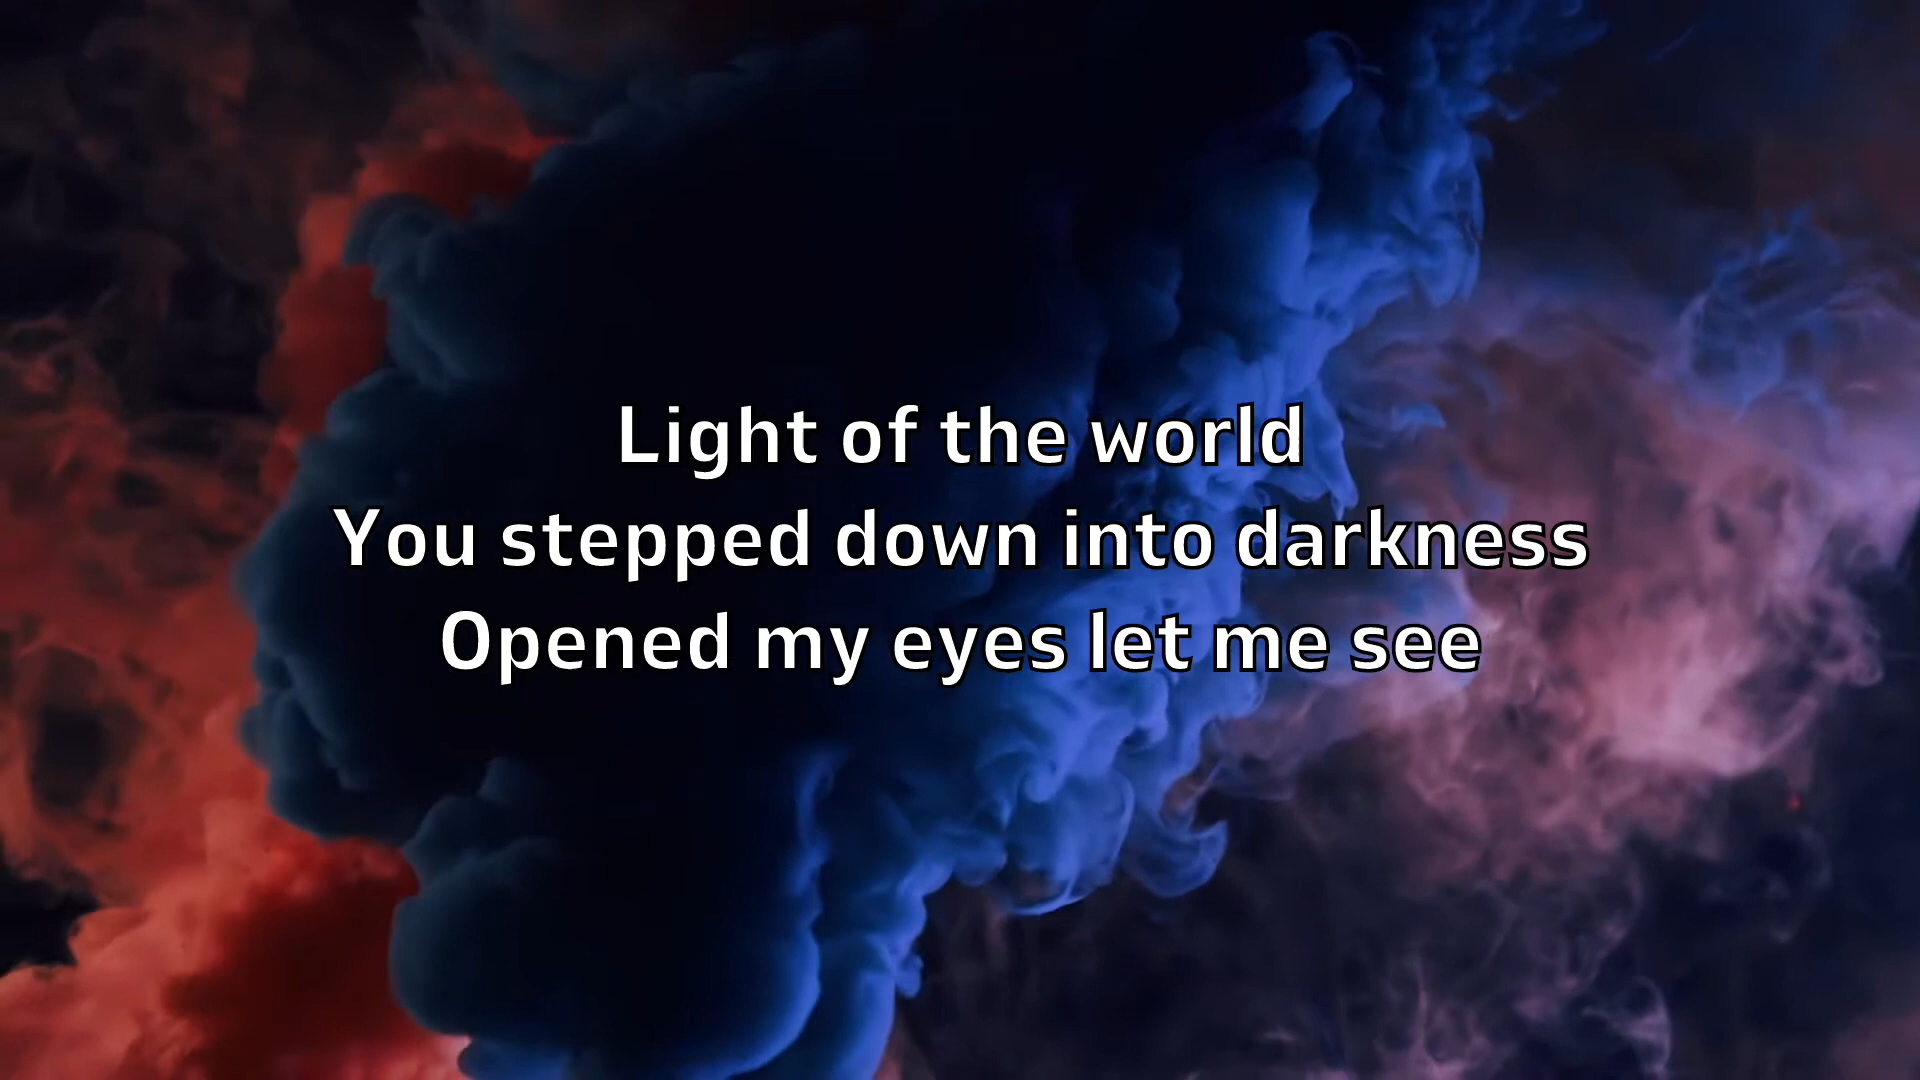 Light of the world
You stepped down into darkness
Opened my eyes let me see